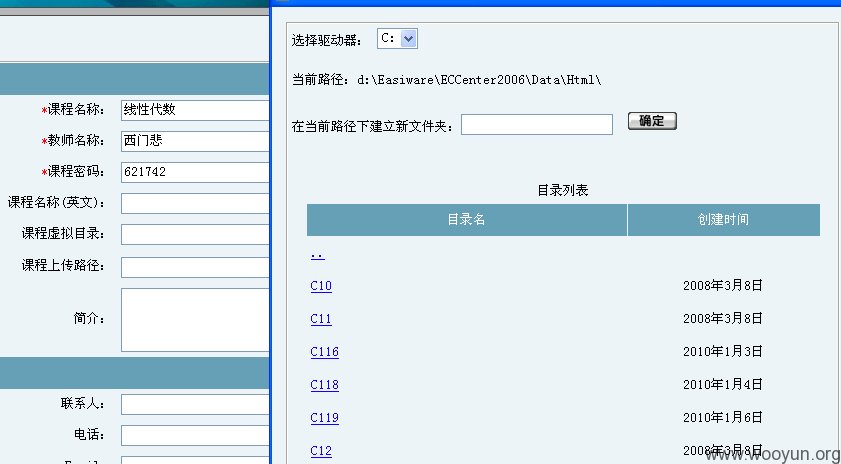 *课程名称: 线性代数
*教师名称: 西门悲
*课程密码: 621742
课程名称(英文):
课程虚拟目录:
课程上传路径:
简介:
联系人:
电话:
选择驱动器: C:
当前路径: d:\Easiware\ECCenter2006\Data\Html\
在当前路径下建立新文件夹: 确定
目录列表
目录名 创建时间
..
C10 2008年3月8日
C11 2008年3月8日
C116 2010年1月3日
C118 2010年1月4日
C119 2010年1月6日
C12 2008年3月8日
www.wooyun.org